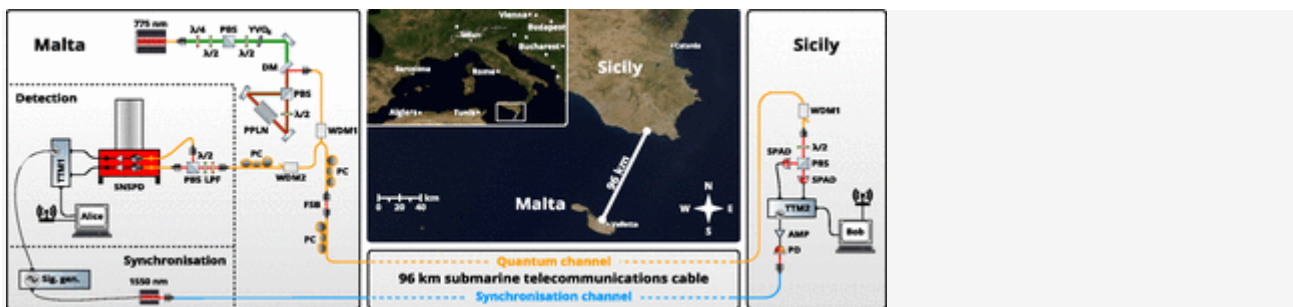 Malta
775 nm
λ/4
PBS
YVO4
λ/2
λ/2
DM
PBS
λ/2
PPLN
WDM1
Detection
TTM1
SNSPD
λ/2
PBS LPF
PC
WDM2
PC
FSB
PC
Alice
Synchronisation
Sig. gen.
1550 nm
Vienna
Budapest
Milan
Bucharest
Barcelona
Rome
Algiers
Tunis
Sicily
Catania
96 km
Malta
Valletta
km
0 20 40
N
W E
S
Quantum channel
96 km submarine telecommunications cable
Synchronisation channel
Sicily
WDM1
λ/2
SPAD
PBS
SPAD
TTM2
AMP
PD
Bob